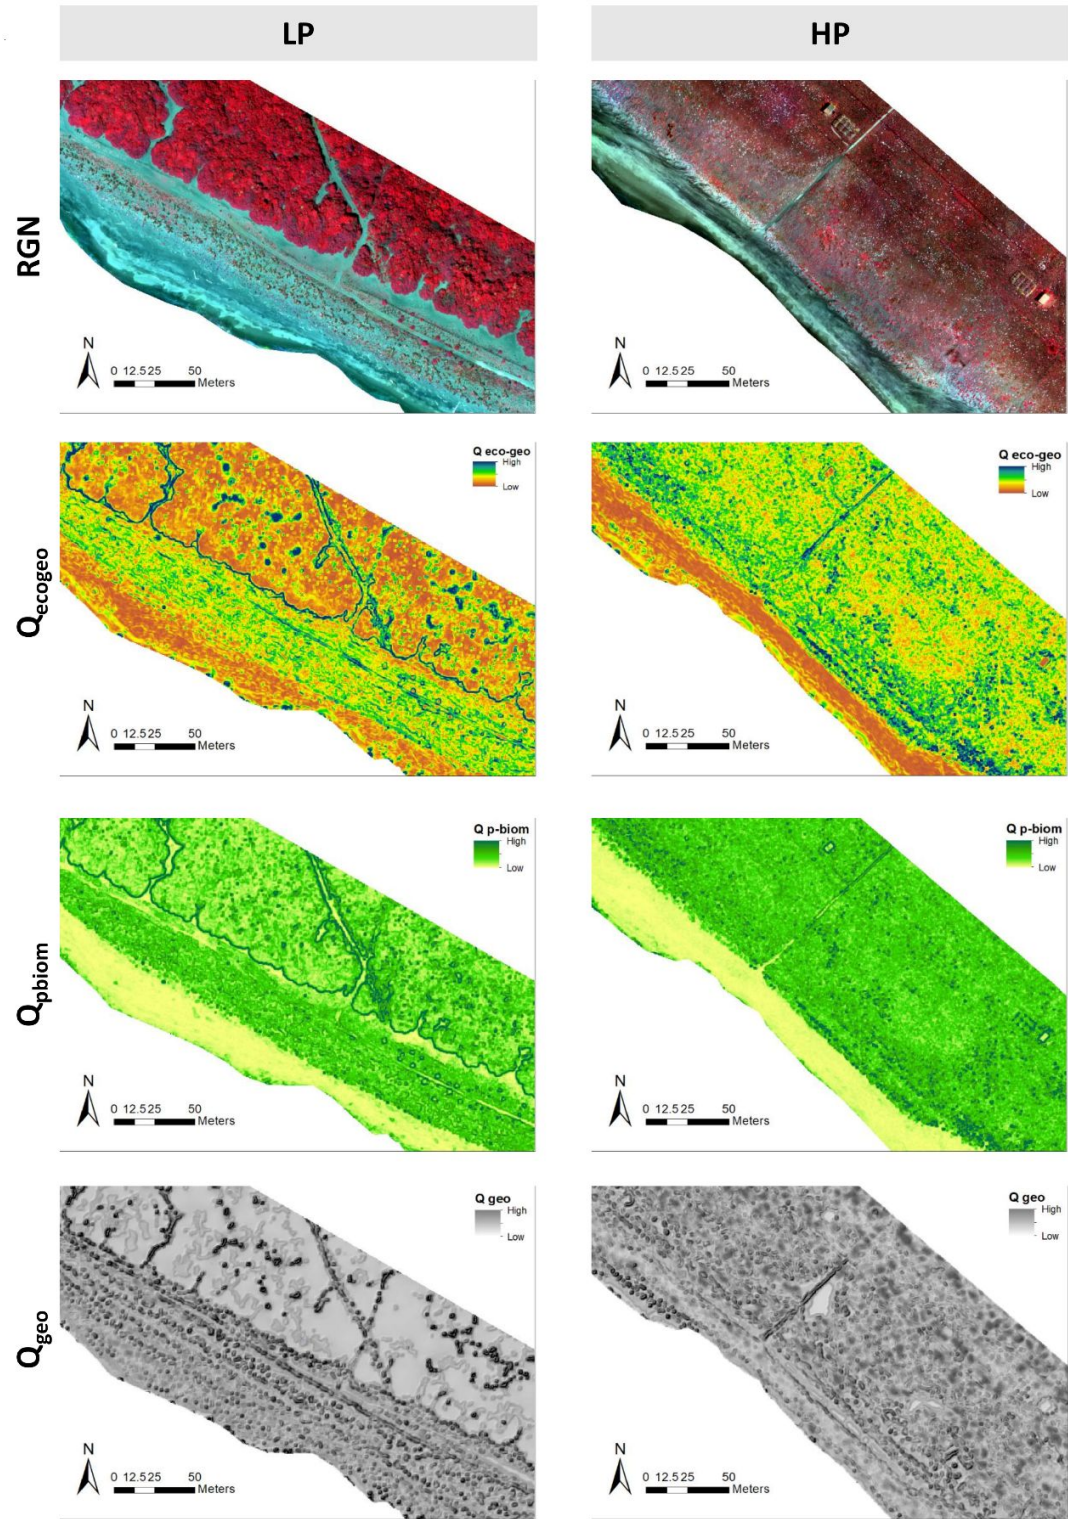 LP
HP
RGN
N
0 12.5 25 50
Meters
N
0 12.5 25 50
Meters
Q eco-geo
High
Low
Q eco-geo
High
Low
Qecogeo
N
0 12.5 25 50
Meters
N
0 12.5 25 50
Meters
Q p-biom
High
Low
Q p-biom
High
Low
Qpbiom
N
0 12.5 25 50
Meters
N
0 12.5 25 50
Meters
Q geo
High
Low
Q geo
High
Low
Qgeo
N
0 12.5 25 50
Meters
N
0 12.5 25 50
Meters